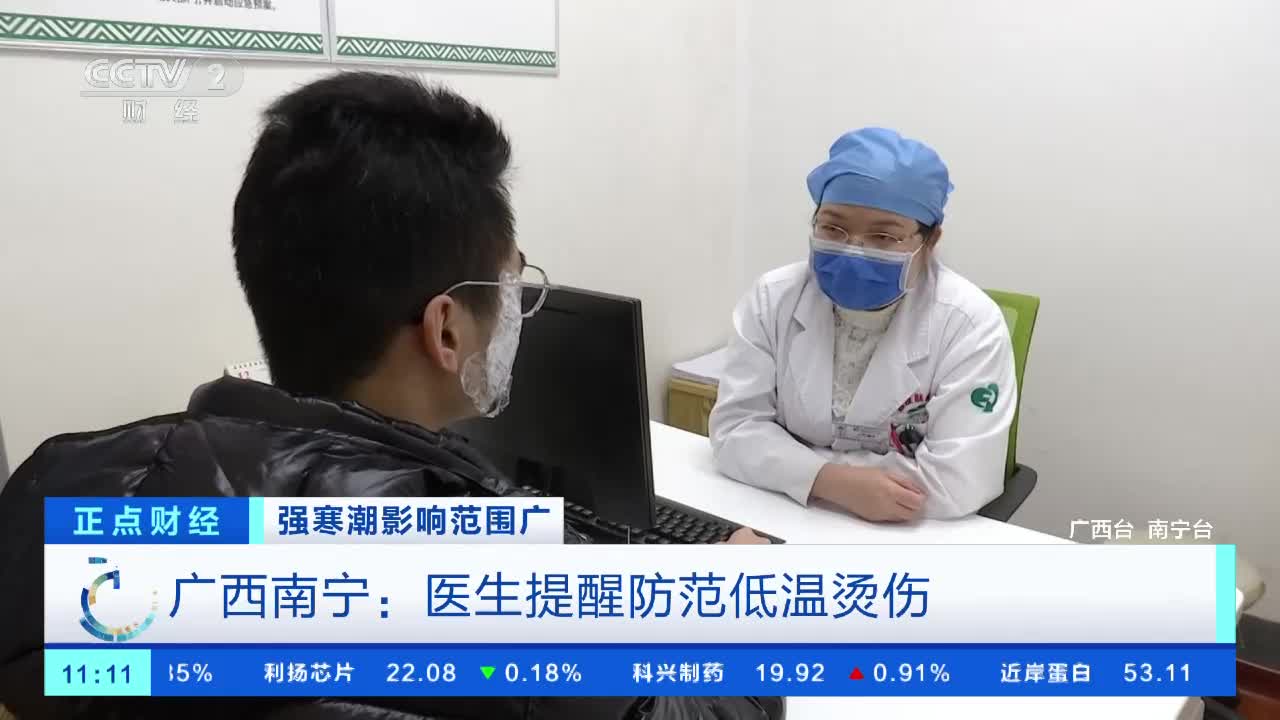 CCTV 2
财经
正点财经
强寒潮影响范围广
广西台 南宁台
广西南宁：医生提醒防范低温烫伤
11:11 35% 利扬芯片 22.08 ▼0.18% 科兴制药 19.92 ▲0.91% 近岸蛋白 53.11